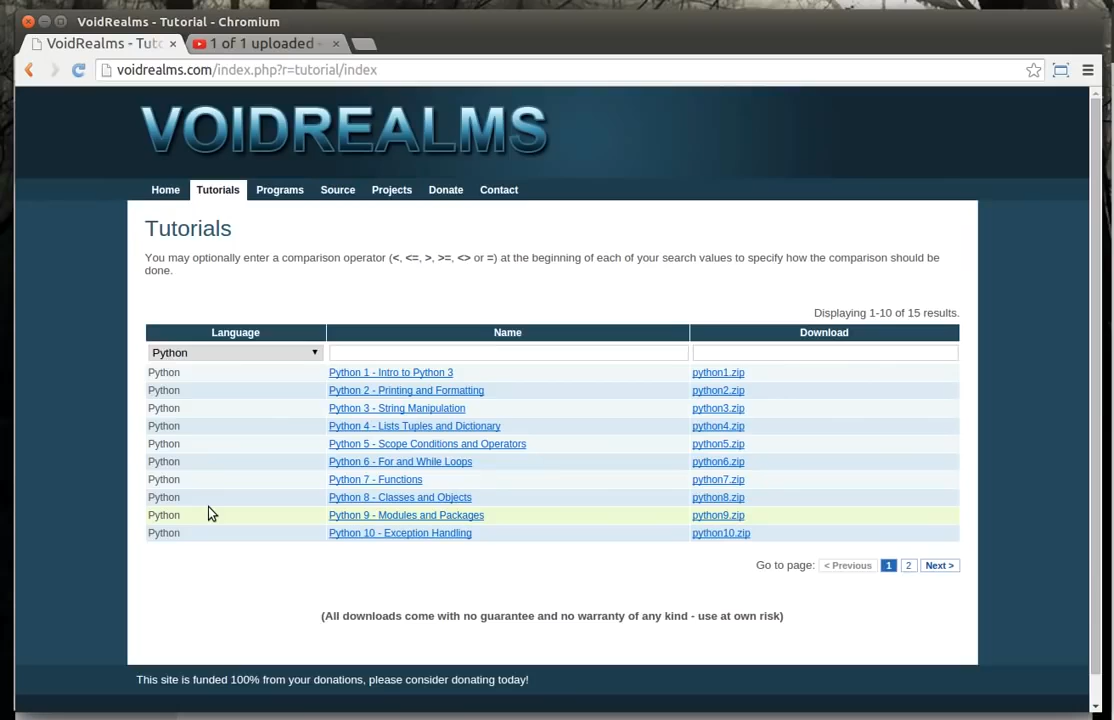 VoidRealms - Tutorial - Chromium
VoidRealms - Tuto
1 of 1 uploaded -
voidrealms.com/index.php?r=tutorial/index
VOIDREALMS
Home Tutorials Programs Source Projects Donate Contact
Tutorials
You may optionally enter a comparison operator (<, <=, >, >=, <> or =) at the beginning of each of your search values to specify how the comparison should be
done.
Displaying 1-10 of 15 results.
Language Name Download
Python
Python Python 1 - Intro to Python 3 python1.zip
Python Python 2 - Printing and Formatting python2.zip
Python Python 3 - String Manipulation python3.zip
Python Python 4 - Lists Tuples and Dictionary python4.zip
Python Python 5 - Scope Conditions and Operators python5.zip
Python Python 6 - For and While Loops python6.zip
Python Python 7 - Functions python7.zip
Python Python 8 - Classes and Objects python8.zip
Python Python 9 - Modules and Packages python9.zip
Python Python 10 - Exception Handling python10.zip
Go to page: < Previous 1 2 Next >
(All downloads come with no guarantee and no warranty of any kind - use at own risk)
This site is funded 100% from your donations, please consider donating today!